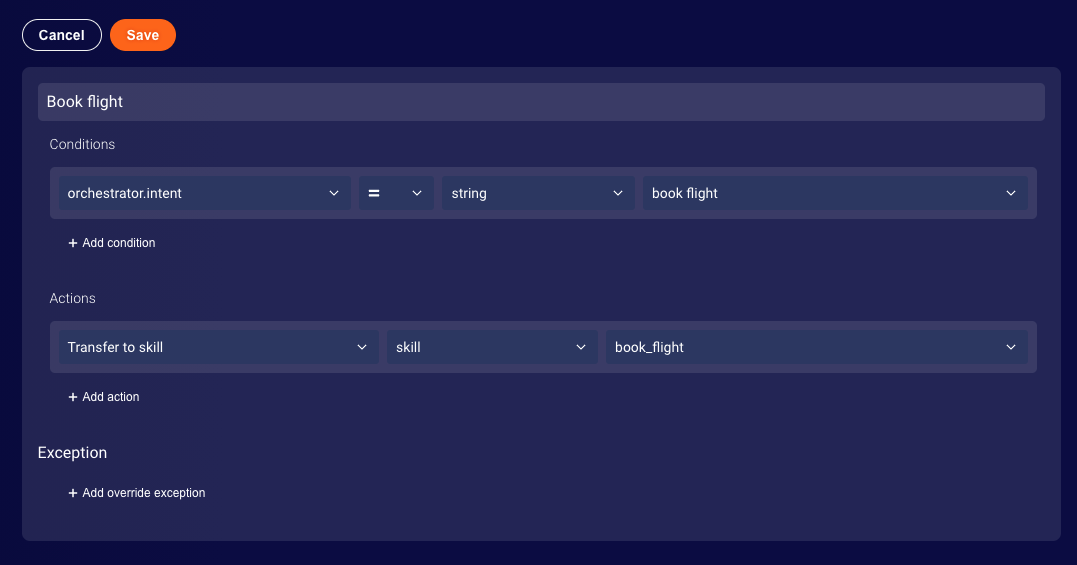 Cancel Save
Book flight
Conditions
orchestrator.intent = string book flight
+ Add condition
Actions
Transfer to skill skill book_flight
+ Add action
Exception
+ Add override exception